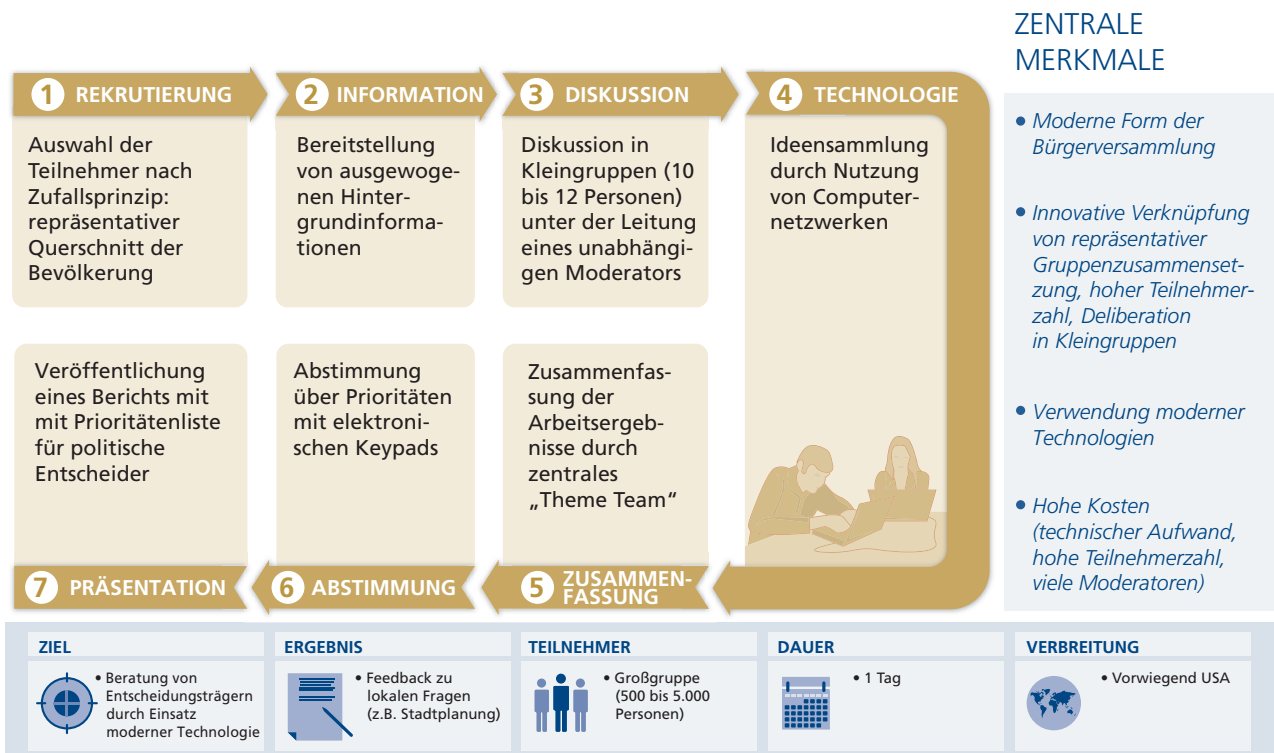 1 REKRUTIERUNG
Auswahl der
Teilnehmer nach
Zufallsprinzip:
repräsentativer
Querschnitt der
Bevölkerung
2 INFORMATION
Bereitstellung
von ausgewoge-
nen Hinter-
grundinforma-
tionen
3 DISKUSSION
Diskussion in
Kleingruppen (10
bis 12 Personen)
unter der Leitung
eines unabhängi-
gen Moderators
4 TECHNOLOGIE
Ideensammlung
durch Nutzung
von Computer-
netzwerken
Zusammenfas-
sung der
Arbeitsergeb-
nisse durch
zentrales
„Theme Team“
5 ZUSAMMEN-
FASSUNG
Abstimmung
über Prioritäten
mit elektroni-
schen Keypads
6 ABSTIMMUNG
Veröffentlichung
eines Berichts mit
mit Prioritätenliste
für politische
Entscheider
7 PRÄSENTATION
ZENTRALE
MERKMALE
• Moderne Form der
Bürgerversammlung
• Innovative Verknüpfung
von repräsentativer
Gruppenzusammenset-
zung, hoher Teilnehmer-
zahl, Deliberation
in Kleingruppen
• Verwendung moderner
Technologien
• Hohe Kosten
(technischer Aufwand,
hohe Teilnehmerzahl,
viele Moderatoren)
ZIEL
• Beratung von
Entscheidungsträgern
durch Einsatz
moderner Technologie
ERGEBNIS
• Feedback zu
lokalen Fragen
(z.B. Stadtplanung)
TEILNEHMER
• Großgruppe
(500 bis 5.000
Personen)
DAUER
• 1 Tag
VERBREITUNG
• Vorwiegend USA